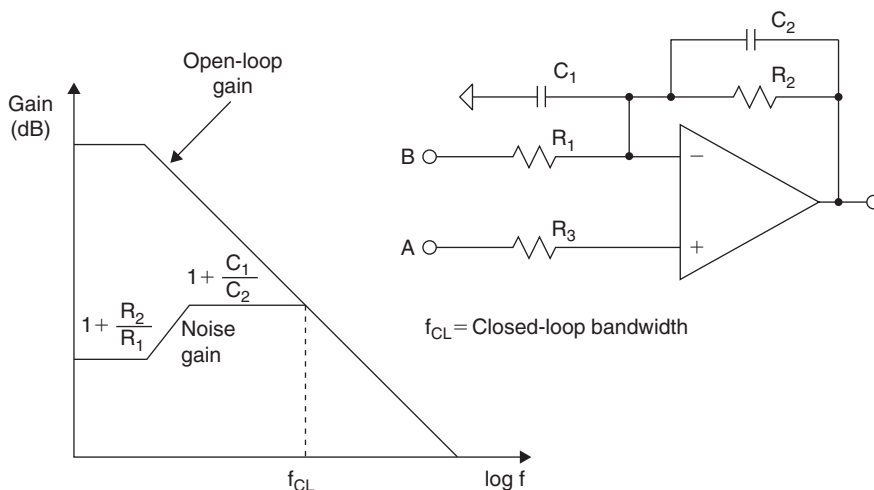 Open-loop
gain
Gain
(dB)
1 + C1/C2
1 + R2/R1
Noise
gain
fCL
log f
C2
C1
R2
R1
B
−
R3
A
+
fCL = Closed-loop bandwidth